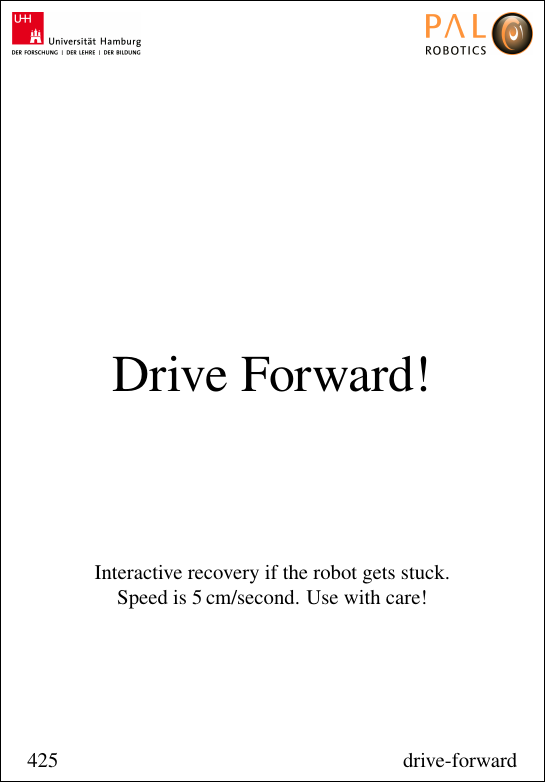 UHH
Universität Hamburg
DER FORSCHUNG | DER LEHRE | DER BILDUNG
PAL
ROBOTICS
Drive Forward!
Interactive recovery if the robot gets stuck.
Speed is 5 cm/second. Use with care!
425
drive-forward